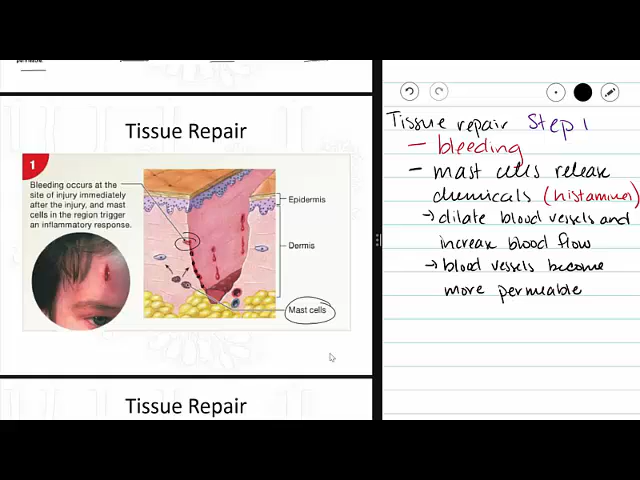 Tissue Repair
1
Bleeding occurs at the
site of injury immediately
after the injury, and mast
cells in the region trigger
an inflammatory response.
Epidermis
Dermis
Mast cells
Tissue Repair
Tissue repair Step 1
- bleeding
- mast cells release
chemicals (histamine)
→ dilate blood vessels and
increase blood flow
→ blood vessels become
more permeable